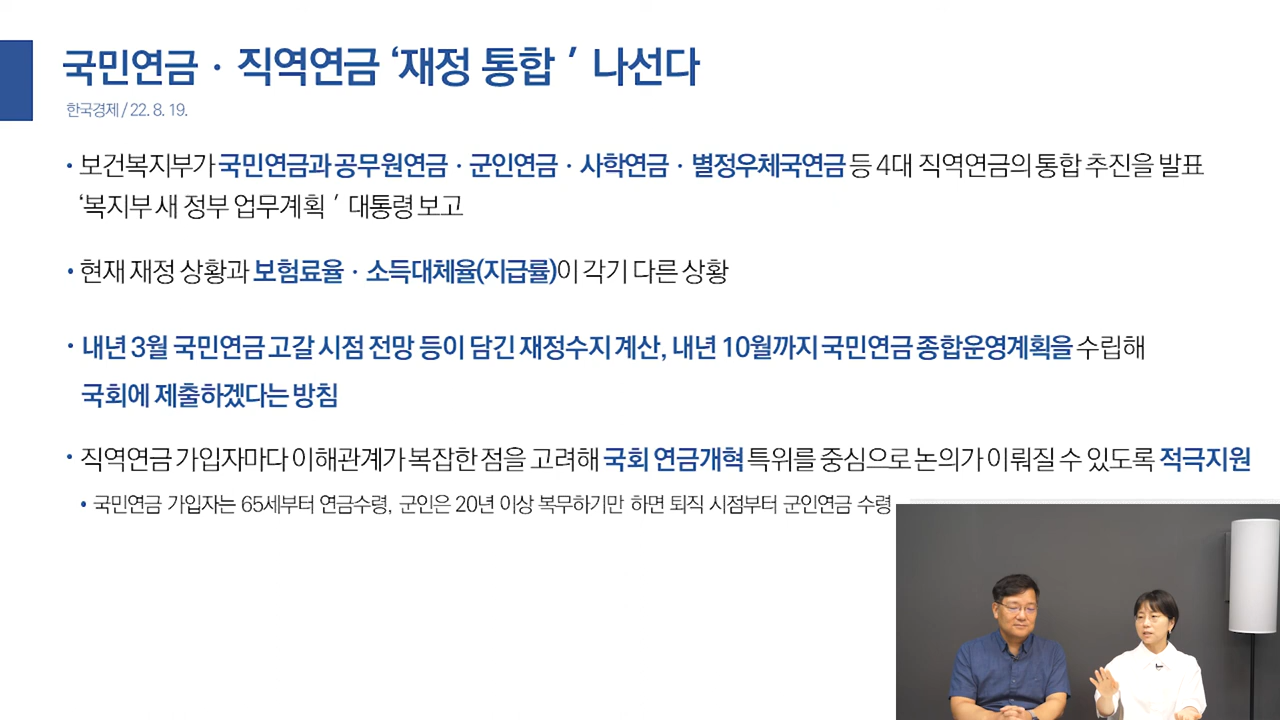 국민연금 · 직역연금 ‘재정 통합 ′ 나선다
한국경제 / 22. 8. 19.
• 보건복지부가 국민연금과 공무원연금 · 군인연금 · 사학연금 · 별정우체국연금 등 4대 직역연금의 통합 추진을 발표
‘복지부 새 정부 업무계획 ′ 대통령 보고
• 현재 재정 상황과 보험료율 · 소득대체율(지급률)이 각기 다른 상황
• 내년 3월 국민연금 고갈 시점 전망 등이 담긴 재정수지 계산, 내년 10월까지 국민연금 종합운영계획을 수립해
국회에 제출하겠다는 방침
• 직역연금 가입자마다 이해관계가 복잡한 점을 고려해 국회 연금개혁 특위를 중심으로 논의가 이뤄질 수 있도록 적극지원
• 국민연금 가입자는 65세부터 연금수령, 군인은 20년 이상 복무하기만 하면 퇴직 시점부터 군인연금 수령